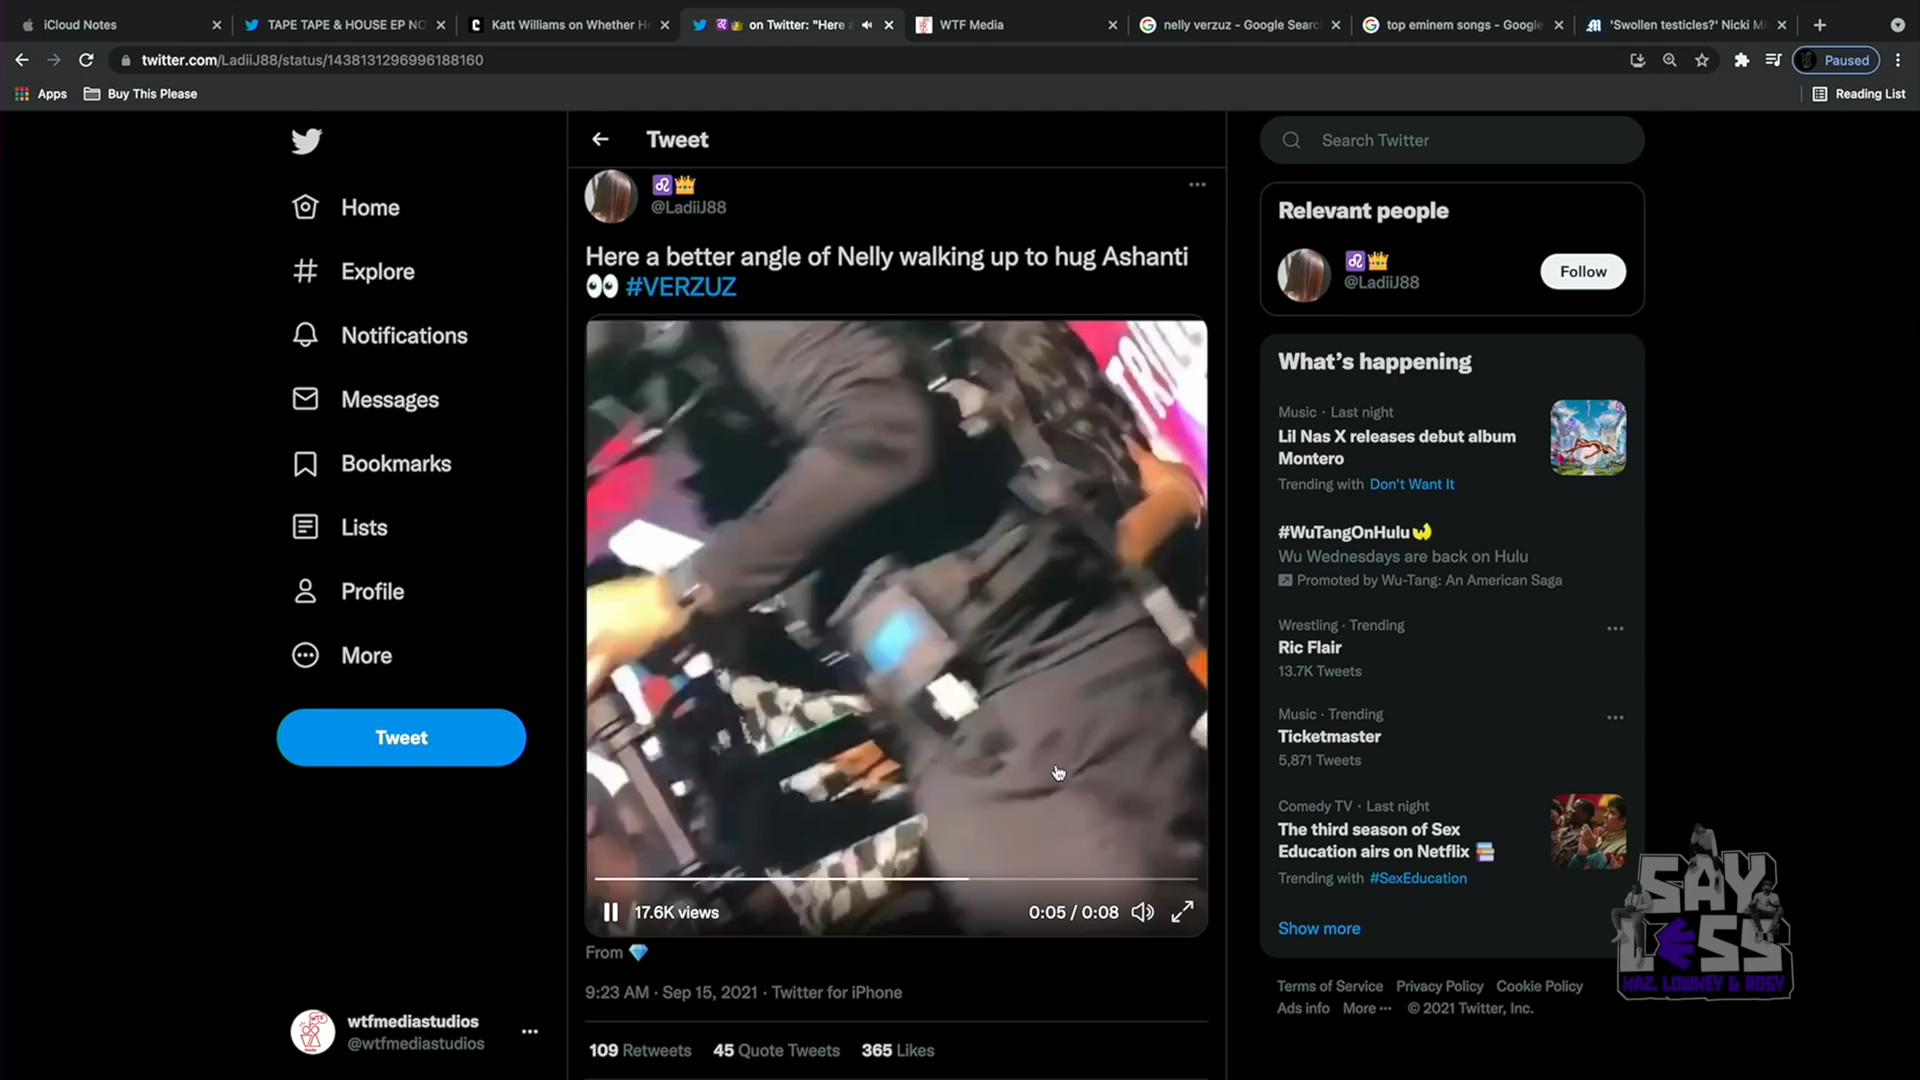 iCloud Notes
TAPE TAPE & HOUSE EP NO
Katt Williams on Whether He
on Twitter: "Here a
WTF Media
nelly verzuz - Google Search
top eminem songs - Google
'Swollen testicles?' Nicki Mi
twitter.com/LadiiJ88/status/1438131296996188160
Paused
Apps
Buy This Please
Reading List
Home
Explore
Notifications
Messages
Bookmarks
Lists
Profile
More
Tweet
wtfmediastudios
@wtfmediastudios
Tweet
@LadiiJ88
Here a better angle of Nelly walking up to hug Ashanti
👀 #VERZUZ
17.6K views
0:05 / 0:08
From 💎
9:23 AM · Sep 15, 2021 · Twitter for iPhone
109 Retweets 45 Quote Tweets 365 Likes
Search Twitter
Relevant people
@LadiiJ88
Follow
What's happening
Music · Last night
Lil Nas X releases debut album
Montero
Trending with Don't Want It
#WuTangOnHulu
Wu Wednesdays are back on Hulu
Promoted by Wu-Tang: An American Saga
Wrestling · Trending
Ric Flair
13.7K Tweets
Music · Trending
Ticketmaster
5,871 Tweets
Comedy TV · Last night
The third season of Sex
Education airs on Netflix 📚
Trending with #SexEducation
Show more
Terms of Service Privacy Policy Cookie Policy
Ads info More ··· © 2021 Twitter, Inc.
SAY
LESS
KAZ, LOWKEY & ROSY